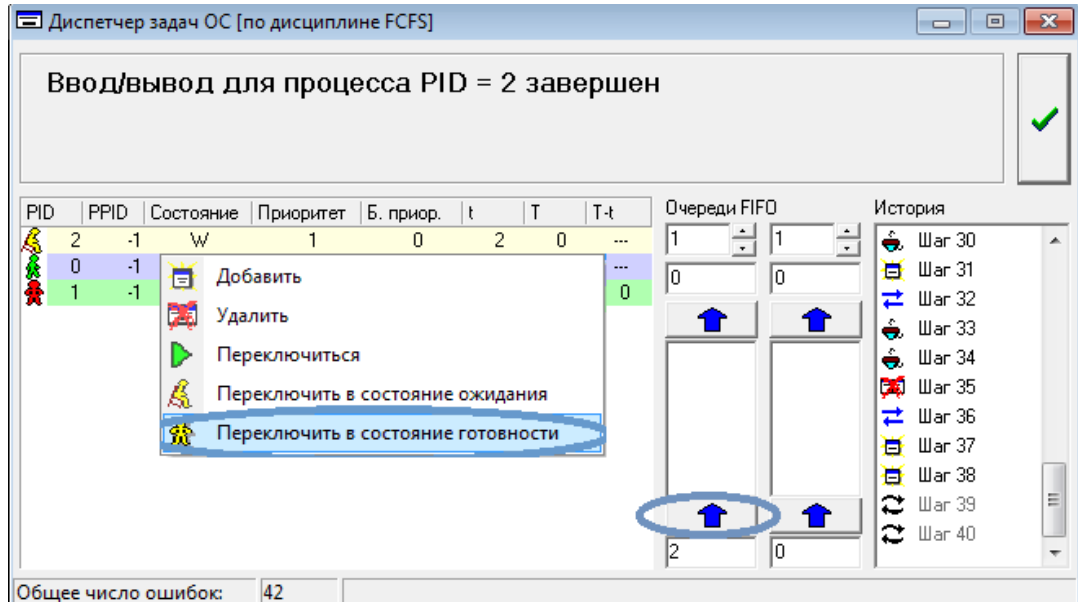 Диспетчер задач ОС [по дисциплине FCFS]
Ввод/вывод для процесса PID = 2 завершен
PID PPID Состояние Приоритет Б. приор. t T T-t
2 -1 W 1 0 2 0 ---
0 -1 ---
1 -1 0
Добавить
Удалить
Переключиться
Переключить в состояние ожидания
Переключить в состояние готовности
Очереди FIFO
1 1
0 0
2 0
История
Шаг 30
Шаг 31
Шаг 32
Шаг 33
Шаг 34
Шаг 35
Шаг 36
Шаг 37
Шаг 38
Шаг 39
Шаг 40
Общее число ошибок: 42